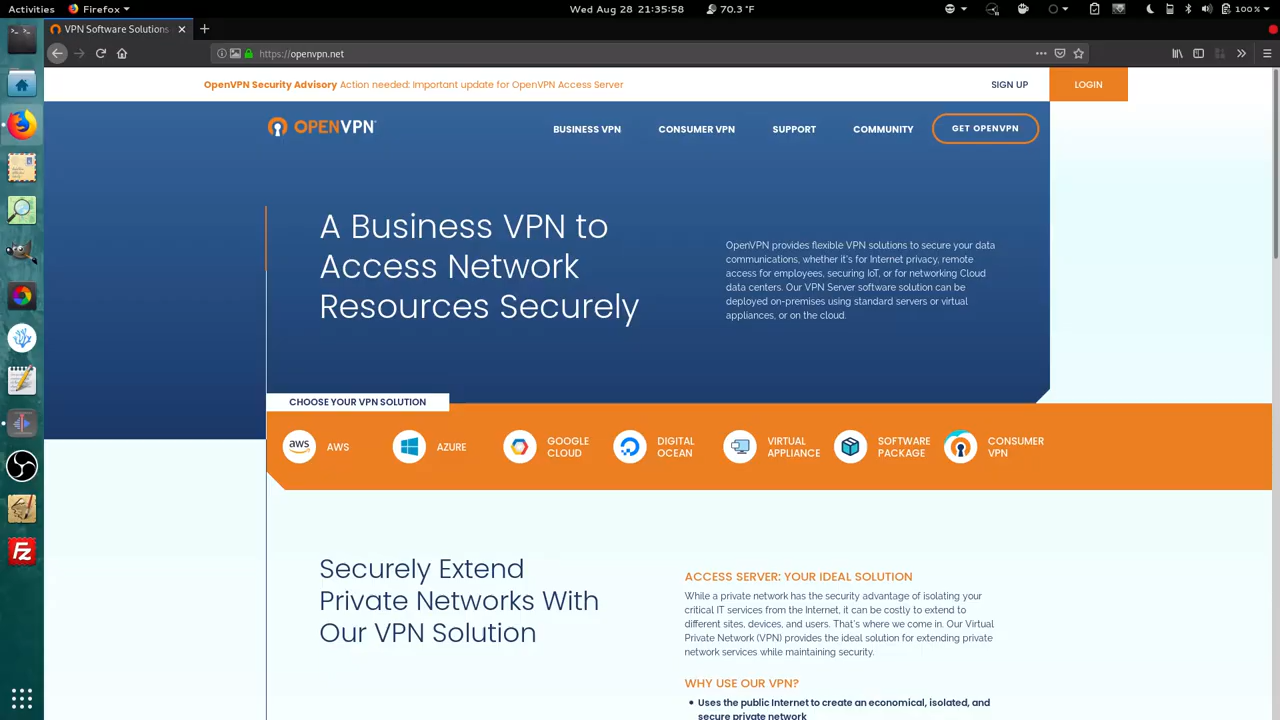 Activities
Firefox
Wed Aug 28 21:35:58
70.3 °F
100%
VPN Software Solutions
https://openvpn.net
OpenVPN Security Advisory Action needed: Important update for OpenVPN Access Server
SIGN UP
LOGIN
OPENVPN
BUSINESS VPN
CONSUMER VPN
SUPPORT
COMMUNITY
GET OPENVPN
A Business VPN to
Access Network
Resources Securely
OpenVPN provides flexible VPN solutions to secure your data
communications, whether it's for Internet privacy, remote
access for employees, securing IoT, or for networking Cloud
data centers. Our VPN Server software solution can be
deployed on-premises using standard servers or virtual
appliances, or on the cloud.
CHOOSE YOUR VPN SOLUTION
aws
AWS
AZURE
GOOGLE
CLOUD
DIGITAL
OCEAN
VIRTUAL
APPLIANCE
SOFTWARE
PACKAGE
CONSUMER
VPN
Securely Extend
Private Networks With
Our VPN Solution
ACCESS SERVER: YOUR IDEAL SOLUTION
While a private network has the security advantage of isolating your
critical IT services from the Internet, it can be costly to extend to
different sites, devices, and users. That's where we come in. Our Virtual
Private Network (VPN) provides the ideal solution for extending private
network services while maintaining security.
WHY USE OUR VPN?
• Uses the public Internet to create an economical, isolated, and
secure private network
Fz